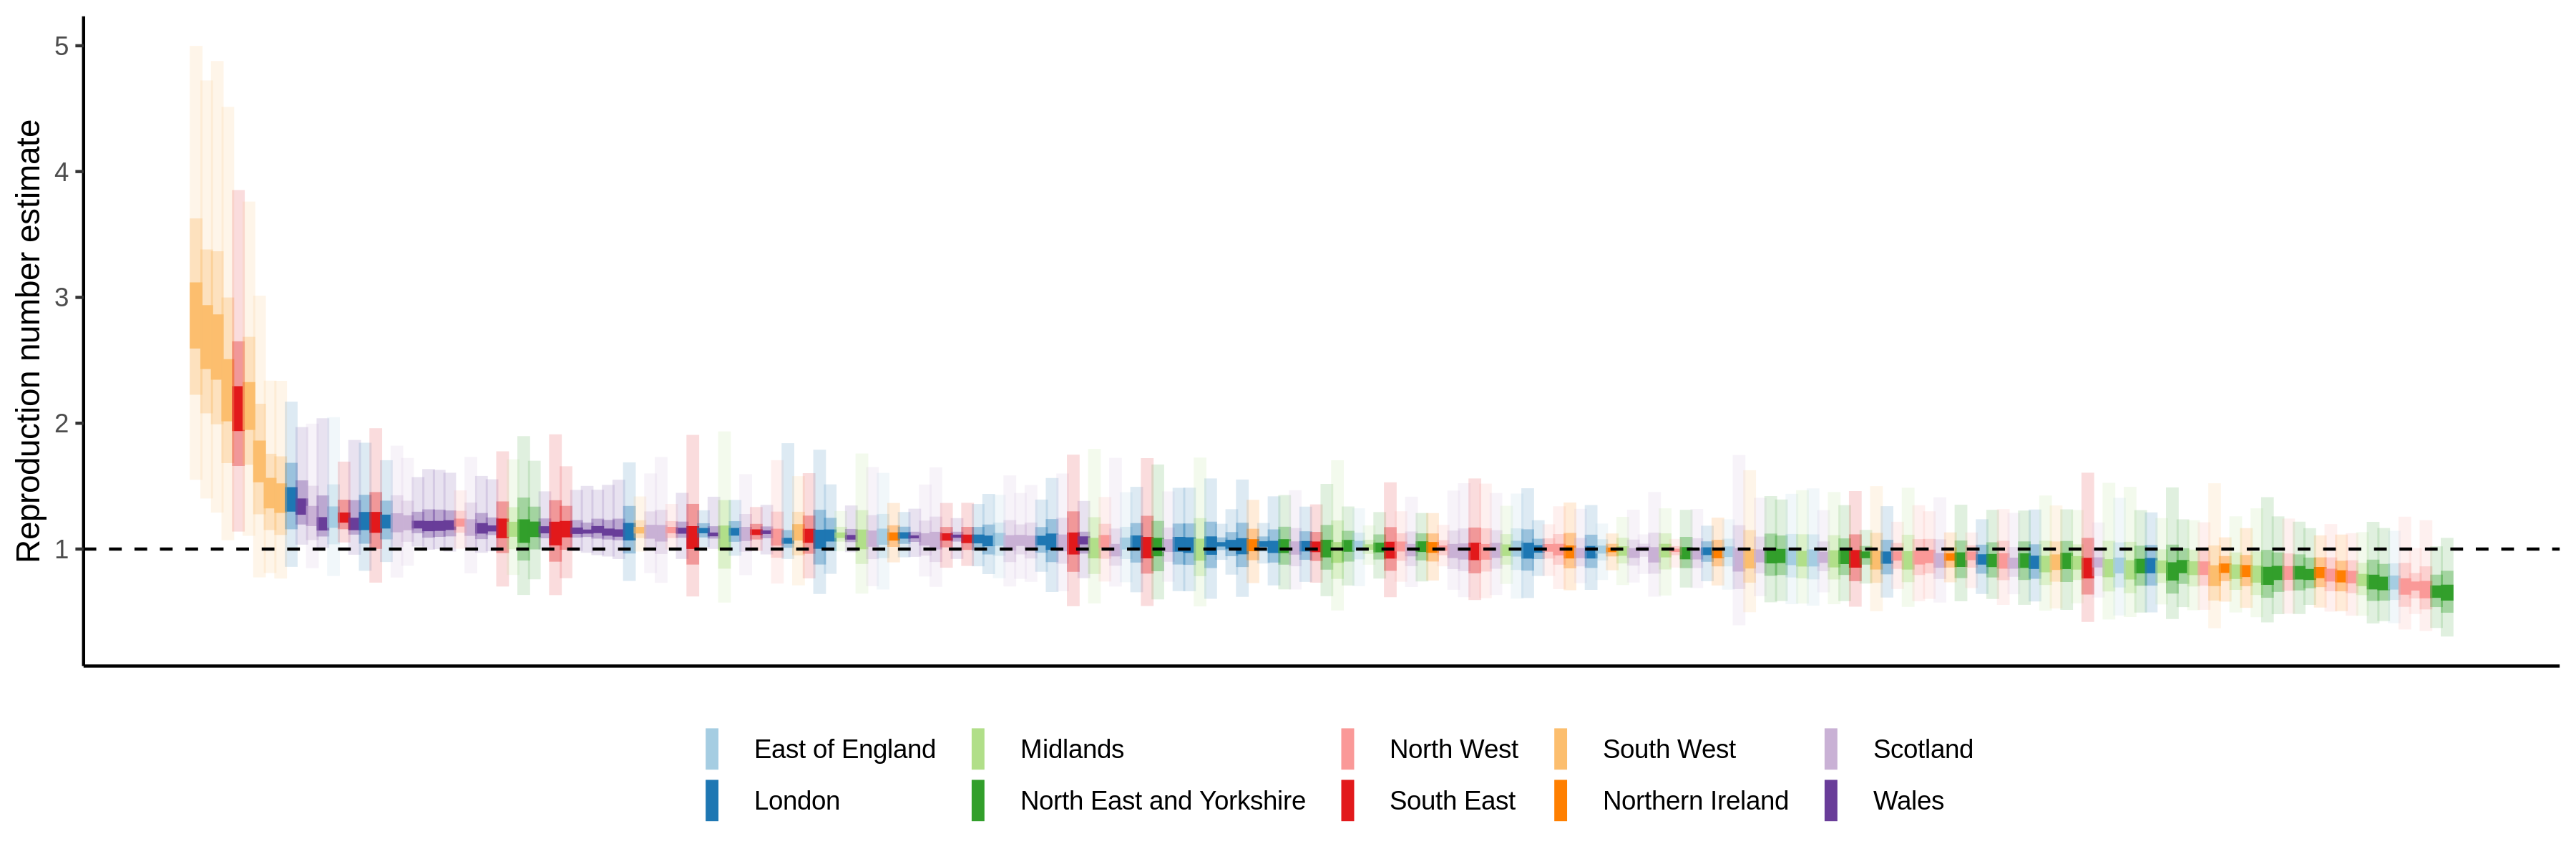 Reproduction number estimate
5
4
3
2
1
East of England
Midlands
North West
South West
Scotland
London
North East and Yorkshire
South East
Northern Ireland
Wales